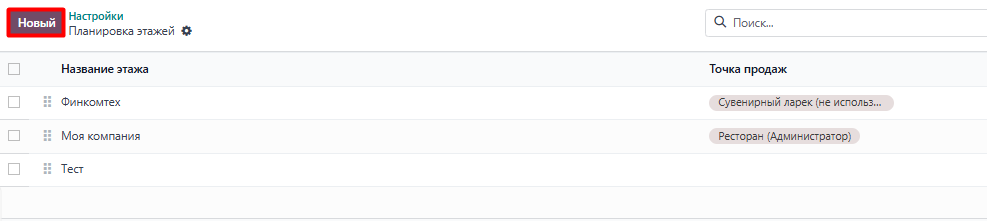 Новый
Настройки
Планировка этажей
Поиск...
Название этажа
Точка продаж
Финкомтех
Сувенирный ларек (не использ...
Моя компания
Ресторан (Администратор)
Тест